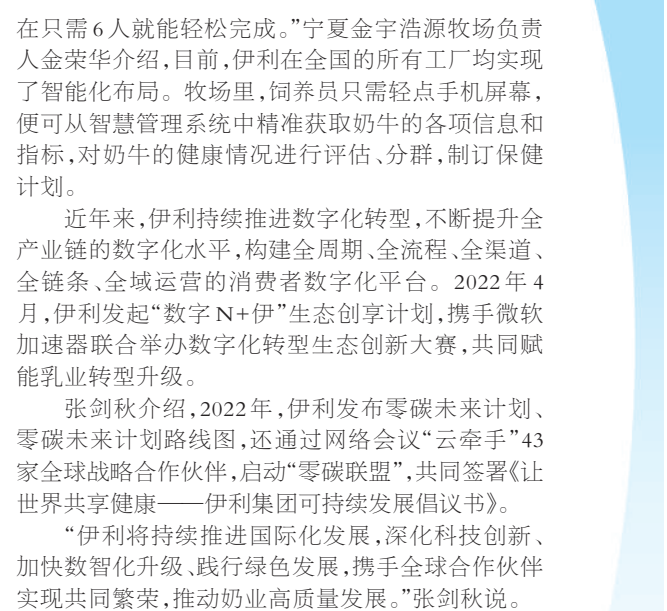 在只需6人就能轻松完成。”宁夏金宇浩源牧场负责
人金荣华介绍,目前,伊利在全国的所有工厂均实现
了智能化布局。牧场里,饲养员只需轻点手机屏幕,
便可从智慧管理系统中精准获取奶牛的各项信息和
指标,对奶牛的健康情况进行评估、分群,制订保健
计划。
近年来,伊利持续推进数字化转型,不断提升全
产业链的数字化水平,构建全周期、全流程、全渠道、
全链条、全域运营的消费者数字化平台。2022年4
月,伊利发起“数字N+伊”生态创享计划,携手微软
加速器联合举办数字化转型生态创新大赛,共同赋
能乳业转型升级。
张剑秋介绍,2022年,伊利发布零碳未来计划、
零碳未来计划路线图,还通过网络会议“云牵手”43
家全球战略合作伙伴,启动“零碳联盟”,共同签署《让
世界共享健康——伊利集团可持续发展倡议书》。
“伊利将持续推进国际化发展,深化科技创新、
加快数智化升级、践行绿色发展,携手全球合作伙伴
实现共同繁荣,推动奶业高质量发展。”张剑秋说。